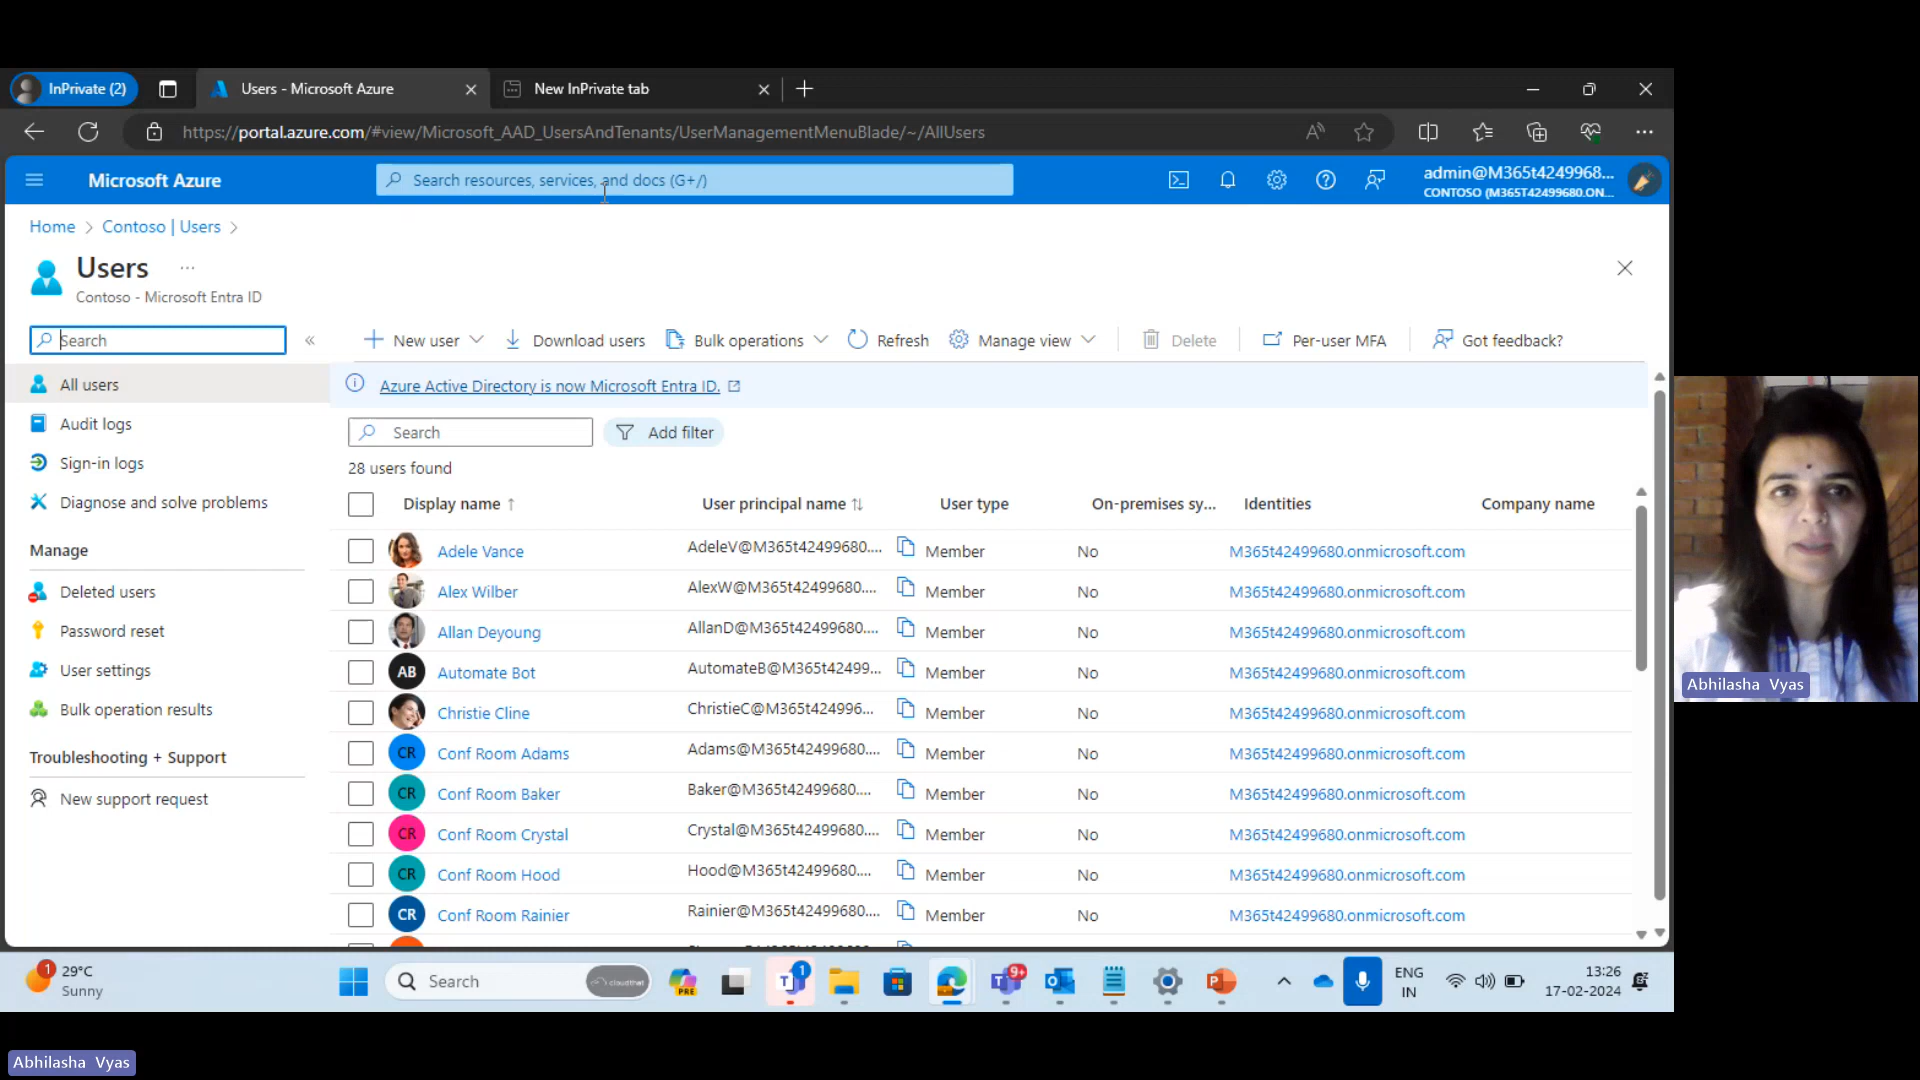 InPrivate (2)
Users - Microsoft Azure
New InPrivate tab
https://portal.azure.com/#view/Microsoft_AAD_UsersAndTenants/UserManagementMenuBlade/~/AllUsers
Microsoft Azure
Search resources, services, and docs (G+/)
admin@M365t4249968...
CONTOSO (M365T42499680.ON...
Home > Contoso | Users >
Users ...
Contoso - Microsoft Entra ID
Search
New user
Download users
Bulk operations
Refresh
Manage view
Delete
Per-user MFA
Got feedback?
All users
Audit logs
Sign-in logs
Diagnose and solve problems
Manage
Deleted users
Password reset
User settings
Bulk operation results
Troubleshooting + Support
New support request
Azure Active Directory is now Microsoft Entra ID.
Search
Add filter
28 users found
Display name ↑ User principal name ↑↓ User type On-premises sy... Identities Company name
Adele Vance AdeleV@M365t42499680.... Member No M365t42499680.onmicrosoft.com
Alex Wilber AlexW@M365t42499680.... Member No M365t42499680.onmicrosoft.com
Allan Deyoung AllanD@M365t42499680.... Member No M365t42499680.onmicrosoft.com
AB Automate Bot AutomateB@M365t42499... Member No M365t42499680.onmicrosoft.com
Christie Cline ChristieC@M365t424996... Member No M365t42499680.onmicrosoft.com
CR Conf Room Adams Adams@M365t42499680.... Member No M365t42499680.onmicrosoft.com
CR Conf Room Baker Baker@M365t42499680.... Member No M365t42499680.onmicrosoft.com
CR Conf Room Crystal Crystal@M365t42499680.... Member No M365t42499680.onmicrosoft.com
CR Conf Room Hood Hood@M365t42499680.... Member No M365t42499680.onmicrosoft.com
CR Conf Room Rainier Rainier@M365t42499680.... Member No M365t42499680.onmicrosoft.com
Abhilasha Vyas
1
29°C
Sunny
Search
cloudthat
PRE
1
9+
ENG
IN
13:26
17-02-2024
Abhilasha Vyas